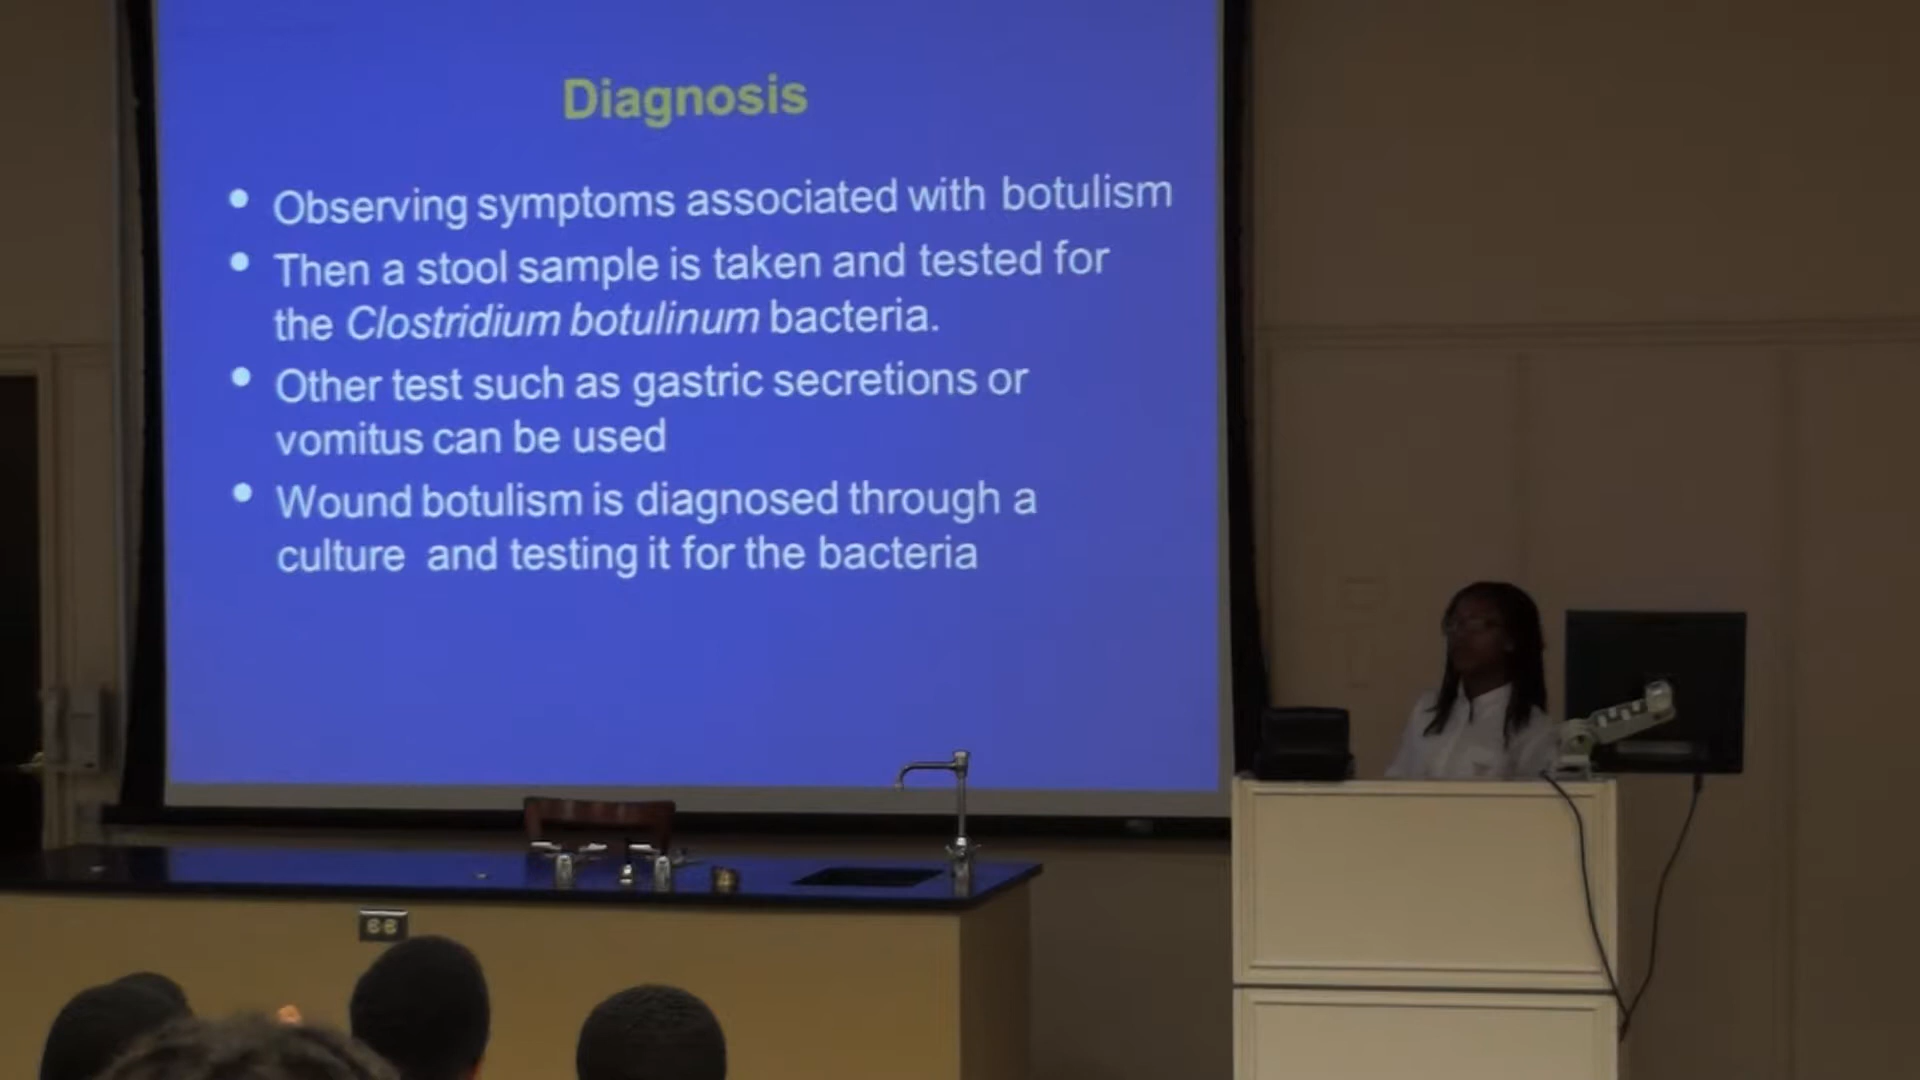 Diagnosis
• Observing symptoms associated with botulism
• Then a stool sample is taken and tested for
the Clostridium botulinum bacteria.
• Other test such as gastric secretions or
vomitus can be used
• Wound botulism is diagnosed through a
culture and testing it for the bacteria